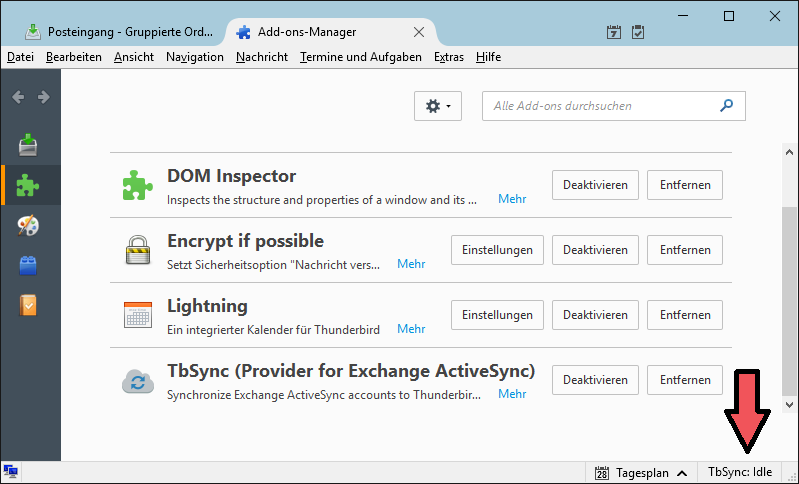 Posteingang - Gruppierte Ord...
Add-ons-Manager
7
Datei Bearbeiten Ansicht Navigation Nachricht Termine und Aufgaben Extras Hilfe
Alle Add-ons durchsuchen
DOM Inspector
Inspects the structure and properties of a window and its ... Mehr
Deaktivieren Entfernen
Encrypt if possible
Setzt Sicherheitsoption "Nachricht vers... Mehr
Einstellungen Deaktivieren Entfernen
Lightning
Ein integrierter Kalender für Thunderbird Mehr
Einstellungen Deaktivieren Entfernen
TbSync (Provider for Exchange ActiveSync)
Synchronize Exchange ActiveSync accounts to Thunderbir... Mehr
Deaktivieren Entfernen
28 Tagesplan
TbSync: Idle